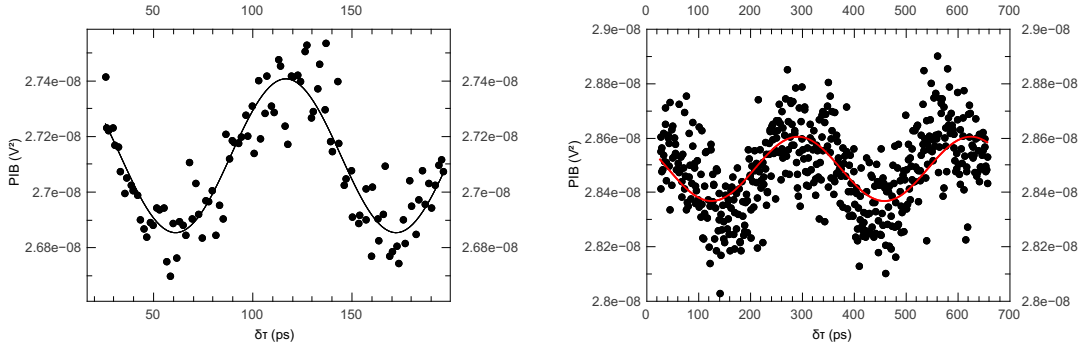 50 100 150
2.74e−08 2.74e−08
2.72e−08 2.72e−08
2.7e−08 2.7e−08
2.68e−08 2.68e−08
PIB (V²)
50 100 150
δτ (ps)
0 100 200 300 400 500 600 700
2.9e−08 2.9e−08
2.88e−08 2.88e−08
2.86e−08 2.86e−08
2.84e−08 2.84e−08
2.82e−08 2.82e−08
2.8e−08 2.8e−08
PIB (V²)
0 100 200 300 400 500 600 700
δτ (ps)